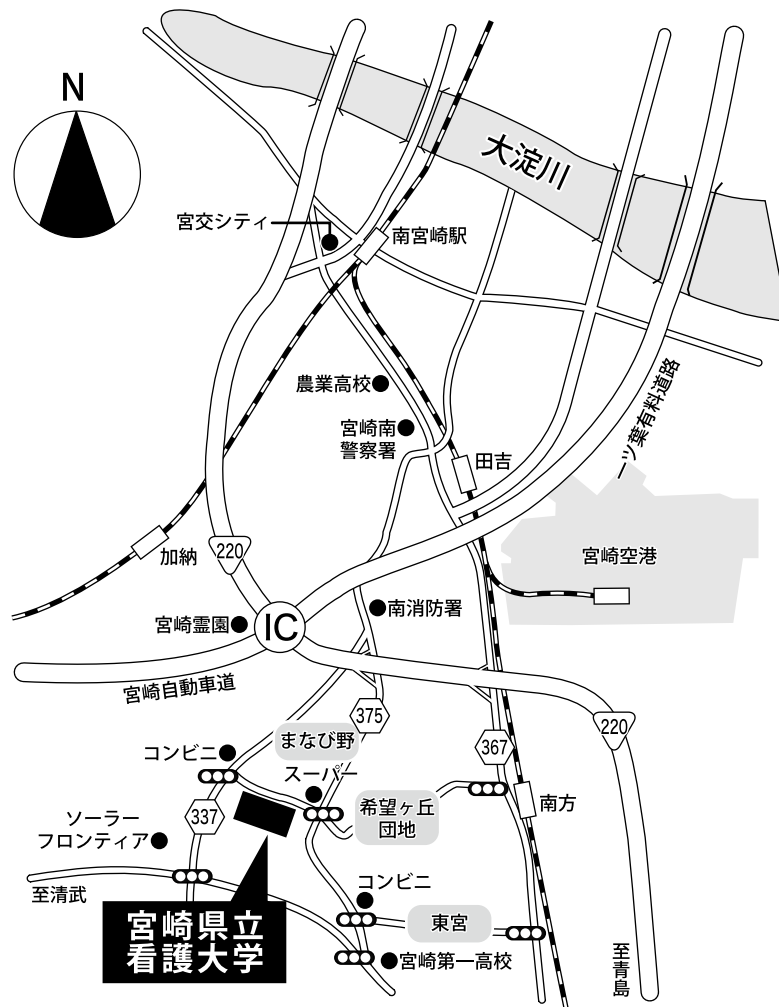 N
大淀川
宮交シティ
南宮崎駅
農業高校
宮崎南
警察署
一ツ葉有料道路
田吉
220
加納
宮崎空港
宮崎霊園
IC
南消防署
宮崎自動車道
375
220
367
まなび野
コンビニ
スーパー
南方
337
希望ヶ丘
団地
ソーラー
フロンティア
コンビニ
至清武
東宮
宮崎県立
看護大学
宮崎第一高校
至青島